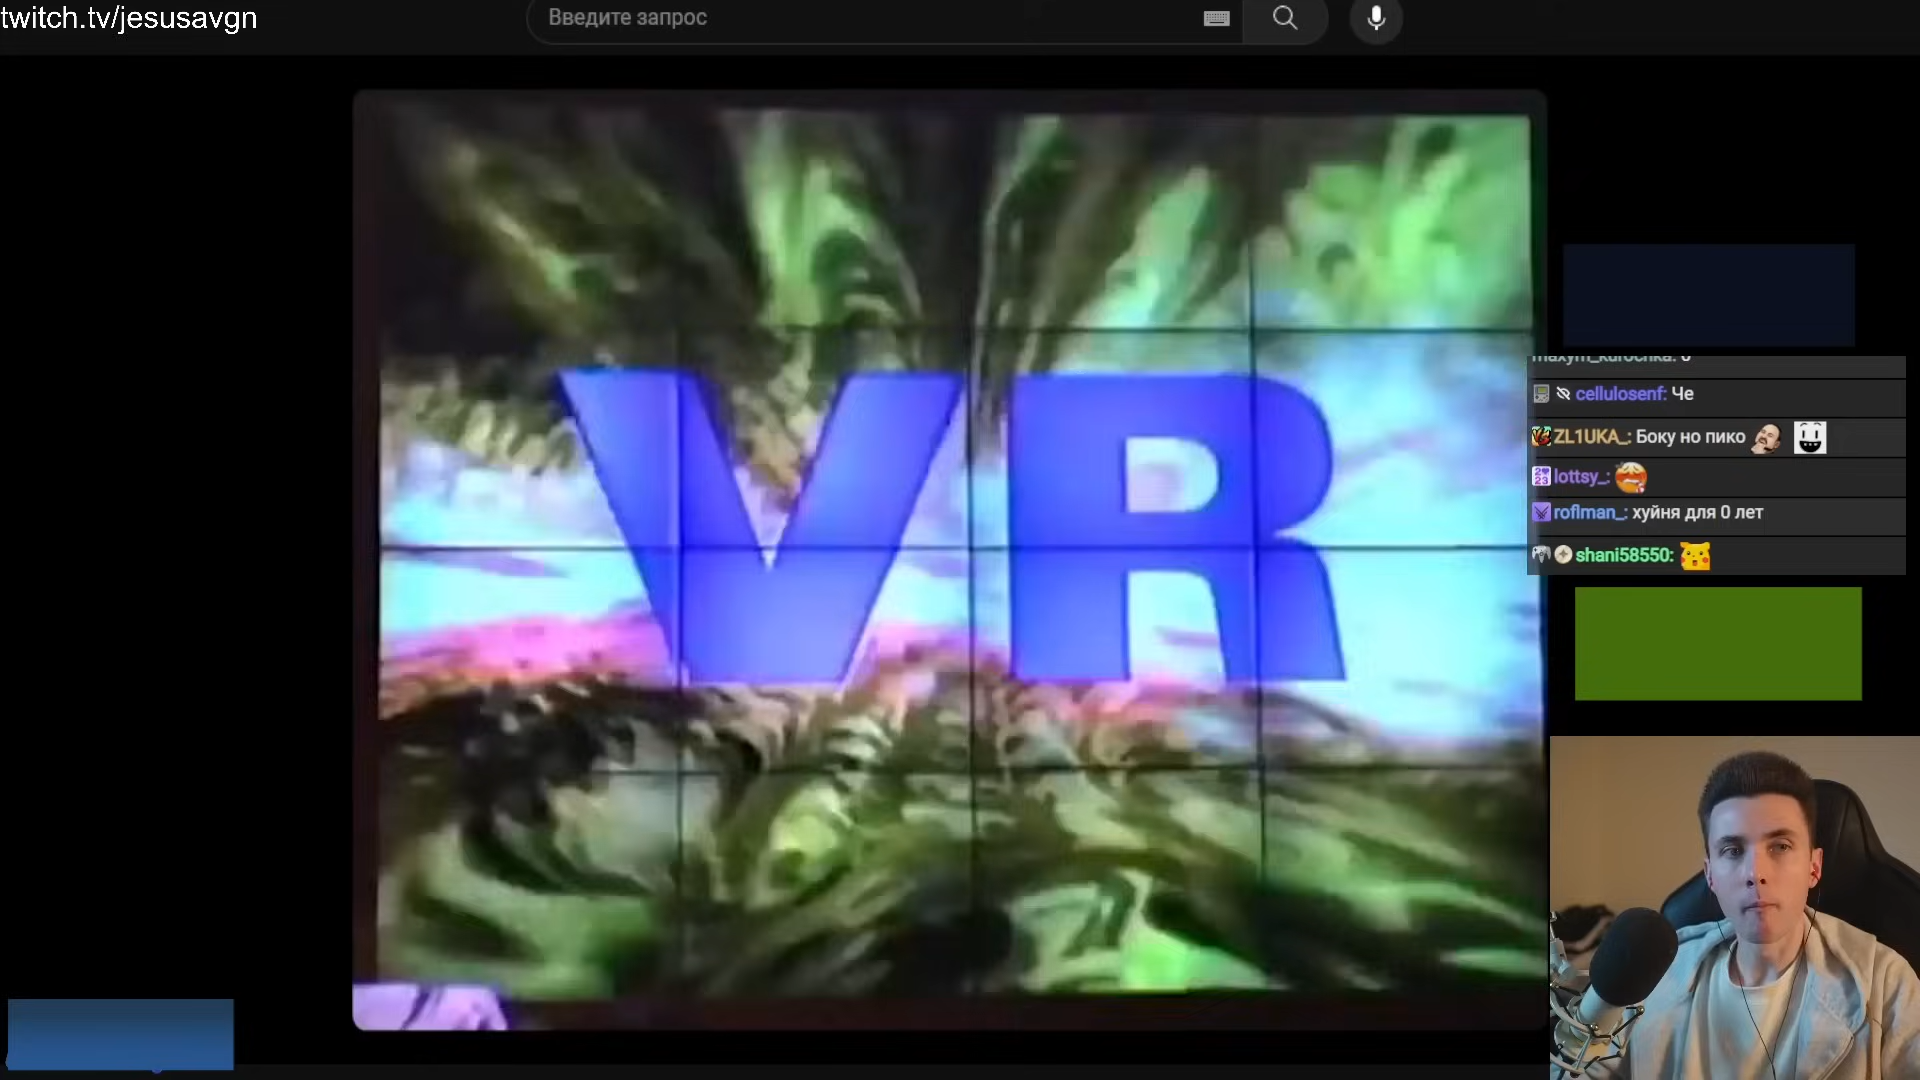 twitch.tv/jesusavgn
Введите запрос
VR
cellulosenf: Че
ZL1UKA_: Боку но пико
lottsy_:
roflman_: хуйня для 0 лет
shani58550: